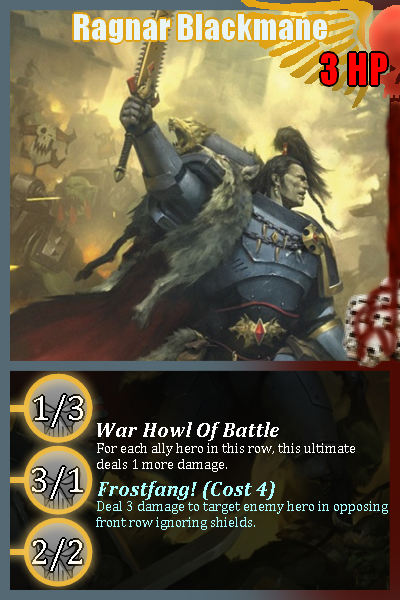 Ragnar Blackmane
3 HP
1/3
War Howl Of Battle
For each ally hero in this row, this ultimate
deals 1 more damage.
3/1
Frostfang! (Cost 4)
Deal 3 damage to target enemy hero in opposing
front row ignoring shields.
2/2